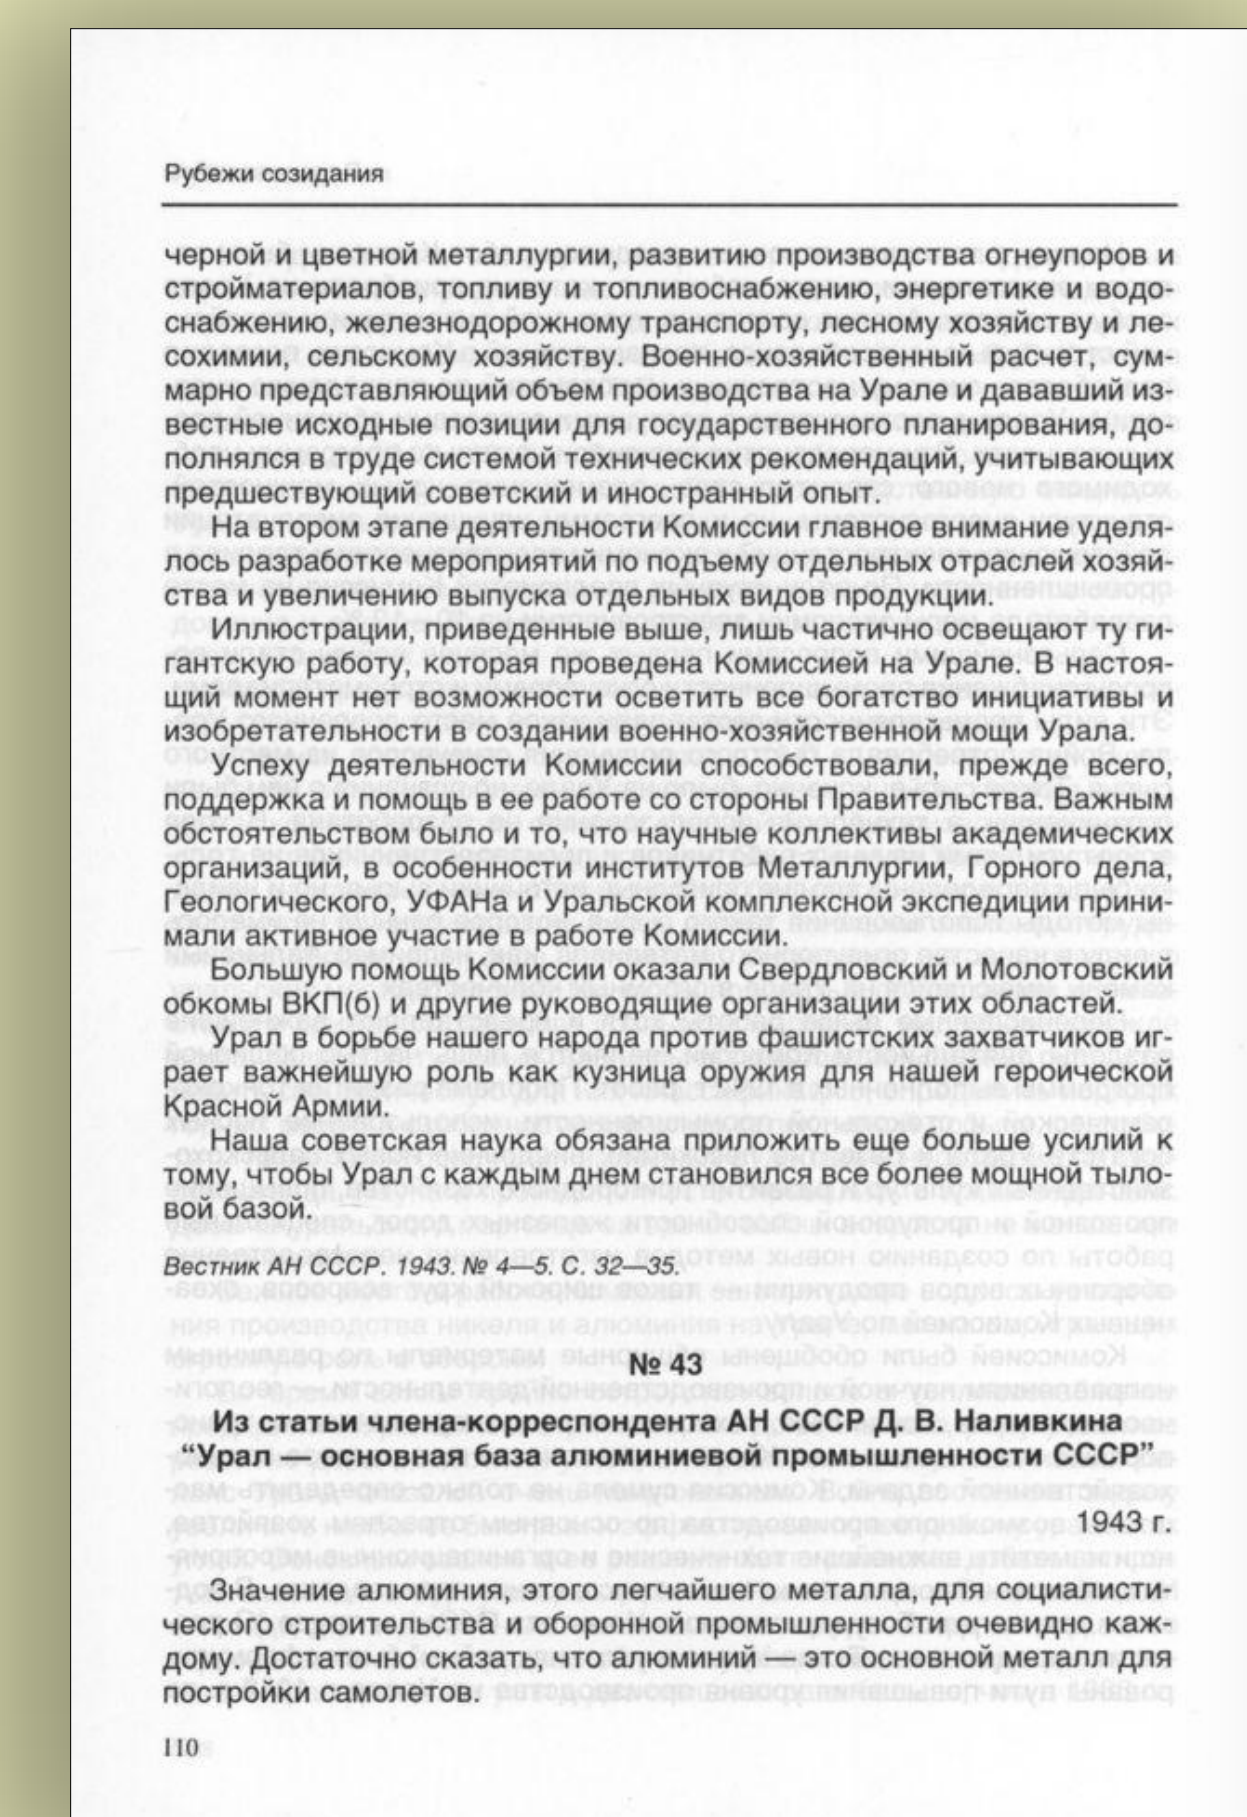 Рубежи созидания
черной и цветной металлургии, развитию производства огнеупоров и
стройматериалов, топливу и топливоснабжению, энергетике и водо-
снабжению, железнодорожному транспорту, лесному хозяйству и ле-
сохимии, сельскому хозяйству. Военно-хозяйственный расчет, сум-
марно представляющий объем производства на Урале и дававший из-
вестные исходные позиции для государственного планирования, до-
полнялся в труде системой технических рекомендаций, учитывающих
предшествующий советский и иностранный опыт.
На втором этапе деятельности Комиссии главное внимание уделя-
лось разработке мероприятий по подъему отдельных отраслей хозяй-
ства и увеличению выпуска отдельных видов продукции.
Иллюстрации, приведенные выше, лишь частично освещают ту ги-
гантскую работу, которая проведена Комиссией на Урале. В настоя-
щий момент нет возможности осветить все богатство инициативы и
изобретательности в создании военно-хозяйственной мощи Урала.
Успеху деятельности Комиссии способствовали, прежде всего,
поддержка и помощь в ее работе со стороны Правительства. Важным
обстоятельством было и то, что научные коллективы академических
организаций, в особенности институтов Металлургии, Горного дела,
Геологического, УФАНа и Уральской комплексной экспедиции прини-
мали активное участие в работе Комиссии.
Большую помощь Комиссии оказали Свердловский и Молотовский
обкомы ВКП(б) и другие руководящие организации этих областей.
Урал в борьбе нашего народа против фашистских захватчиков иг-
рает важнейшую роль как кузница оружия для нашей героической
Красной Армии.
Наша советская наука обязана приложить еще больше усилий к
тому, чтобы Урал с каждым днем становился все более мощной тыло-
вой базой.
Вестник АН СССР. 1943. № 4—5. С. 32—35.
№ 43
Из статьи члена-корреспондента АН СССР Д. В. Наливкина
“Урал — основная база алюминиевой промышленности СССР”
1943 г.
Значение алюминия, этого легчайшего металла, для социалисти-
ческого строительства и оборонной промышленности очевидно каж-
дому. Достаточно сказать, что алюминий — это основной металл для
постройки самолетов.
110